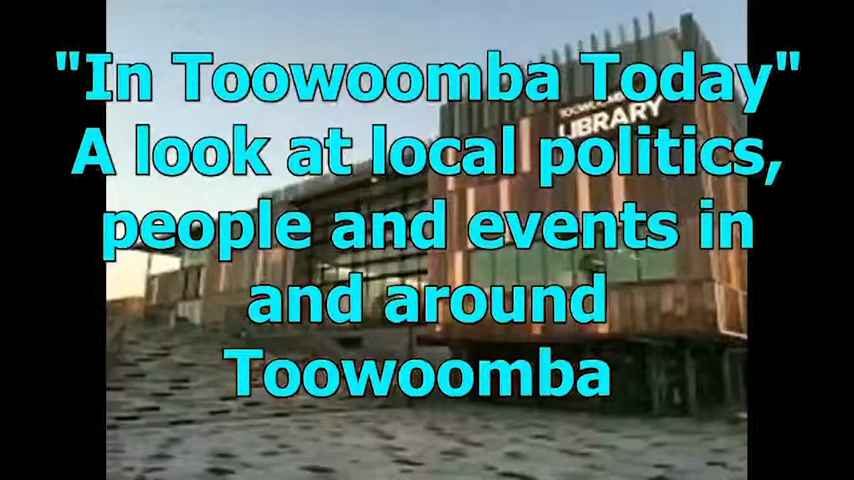 "In Toowoomba Today"
A look at local politics,
people and events in
and around
Toowoomba
LIBRARY